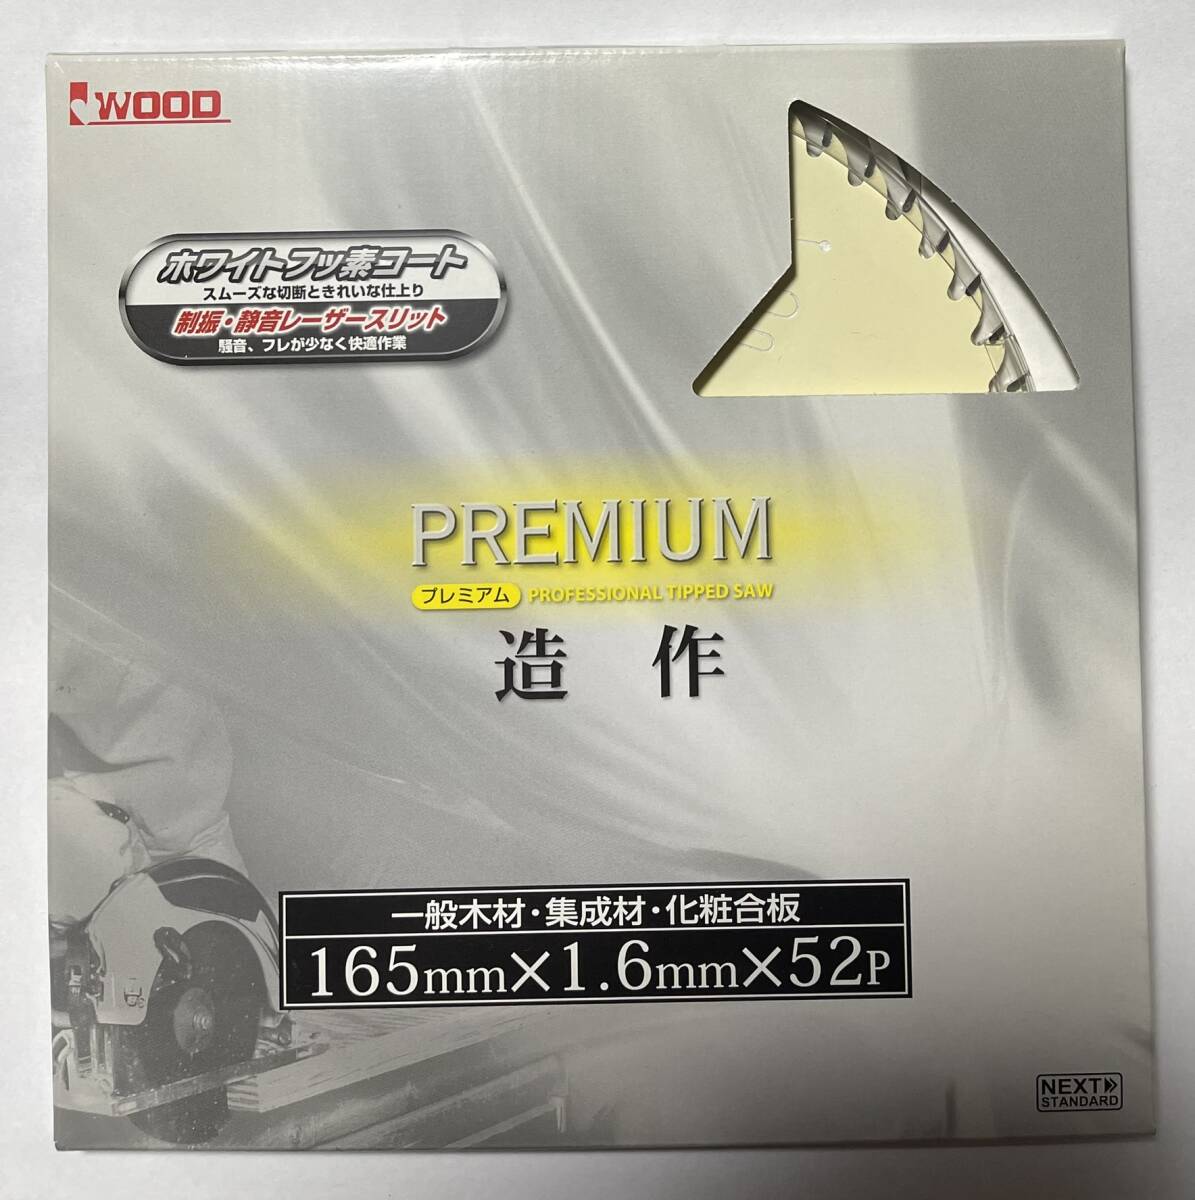 WOOD
ホワイトフッ素コート
スムーズな切断ときれいな仕上り
制振・静音レーザースリット
騒音、フレが少なく快適作業
PREMIUM
プレミアム PROFESSIONAL TIPPED SAW
造作
一般木材・集成材・化粧合板
165mm×1.6mm×52P
NEXT
STANDARD